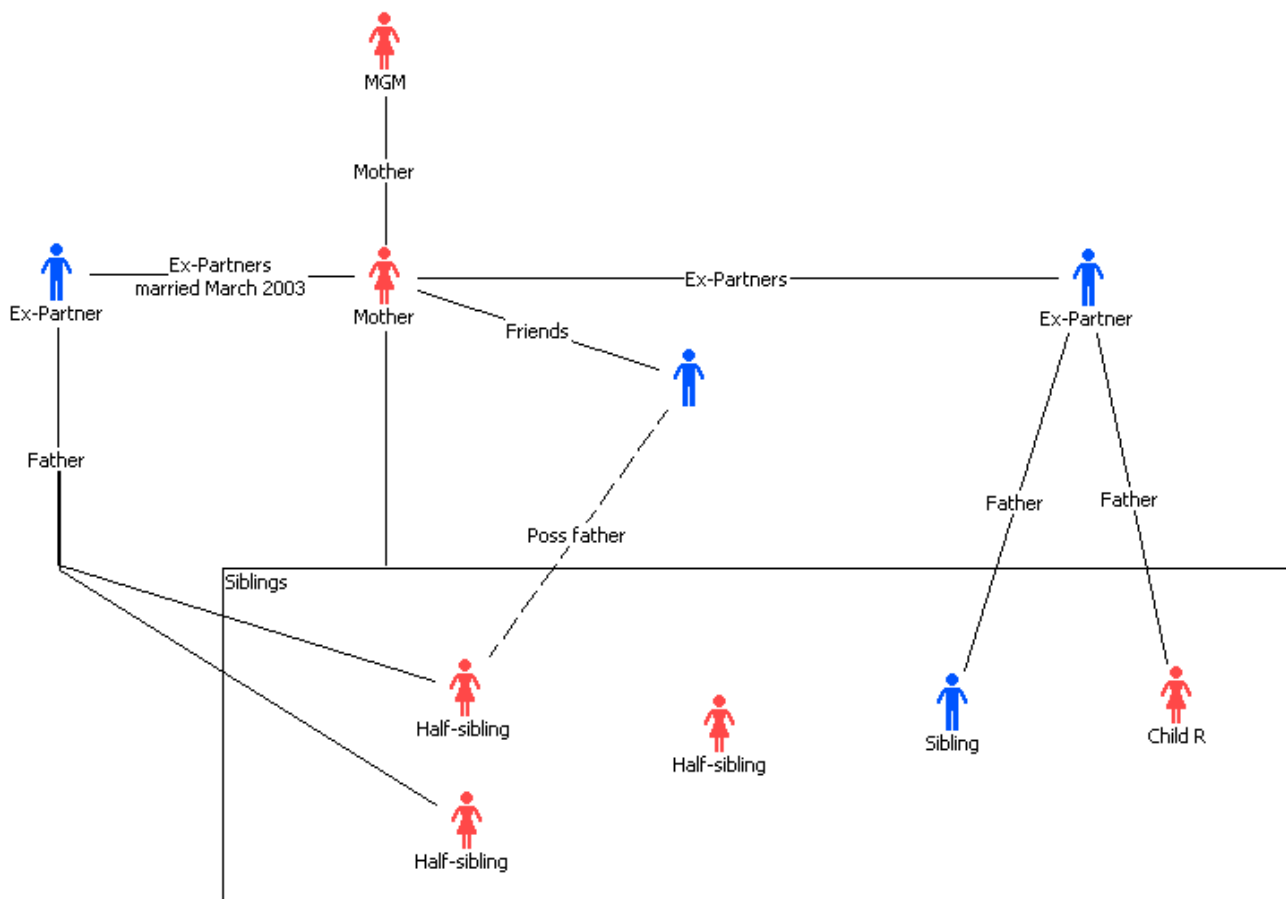 MGM
Mother
Ex-Partners
married March 2003
Ex-Partners
Ex-Partner
Mother
Ex-Partner
Friends
Father
Father
Father
Poss father
Siblings
Half-sibling
Half-sibling
Sibling
Child R
Half-sibling